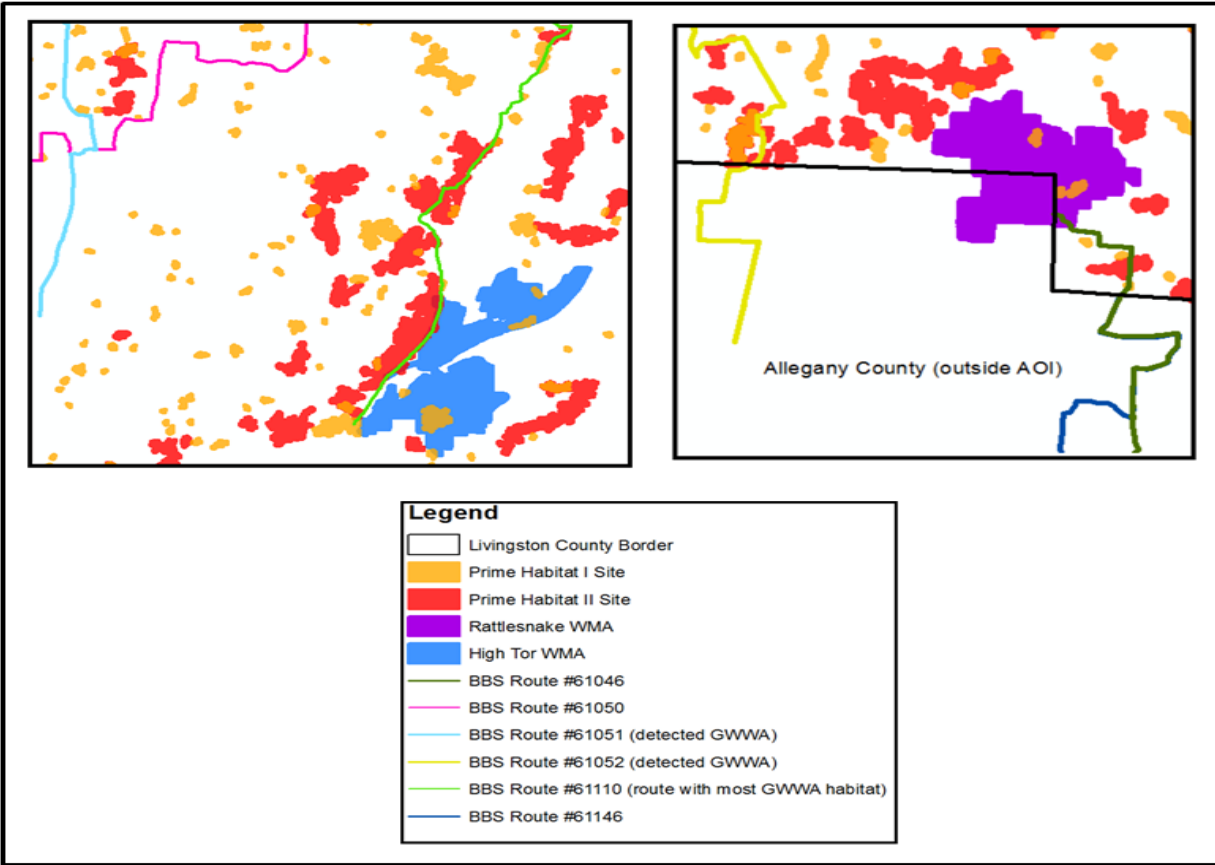 Allegany County (outside AOI)
Legend
Livingston County Border
Prime Habitat I Site
Prime Habitat II Site
Rattlesnake WMA
High Tor WMA
BBS Route #61046
BBS Route #61050
BBS Route #61051 (detected GWWA)
BBS Route #61052 (detected GWWA)
BBS Route #61110 (route with most GWWA habitat)
BBS Route #61146